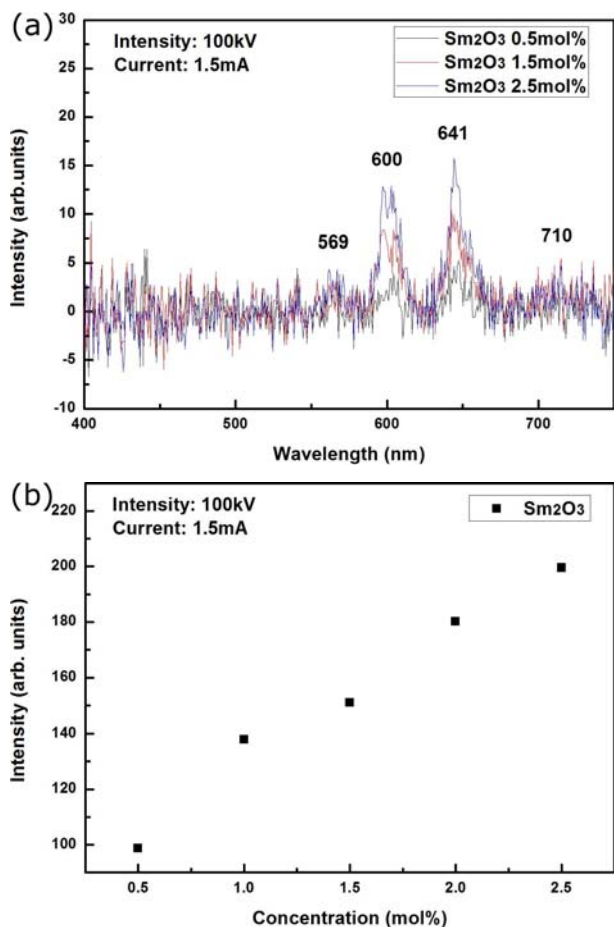 (a)
Intensity: 100kV
Current: 1.5mA
Sm2O3 0.5mol%
Sm2O3 1.5mol%
Sm2O3 2.5mol%
30
25
20
15
10
5
0
-5
-10
569
600
641
710
400
500
600
700
Intensity (arb.units)
Wavelength (nm)
(b)
Intensity: 100kV
Current: 1.5mA
Sm2O3
220
200
180
160
140
120
100
0.5
1.0
1.5
2.0
2.5
Intensity (arb. units)
Concentration (mol%)